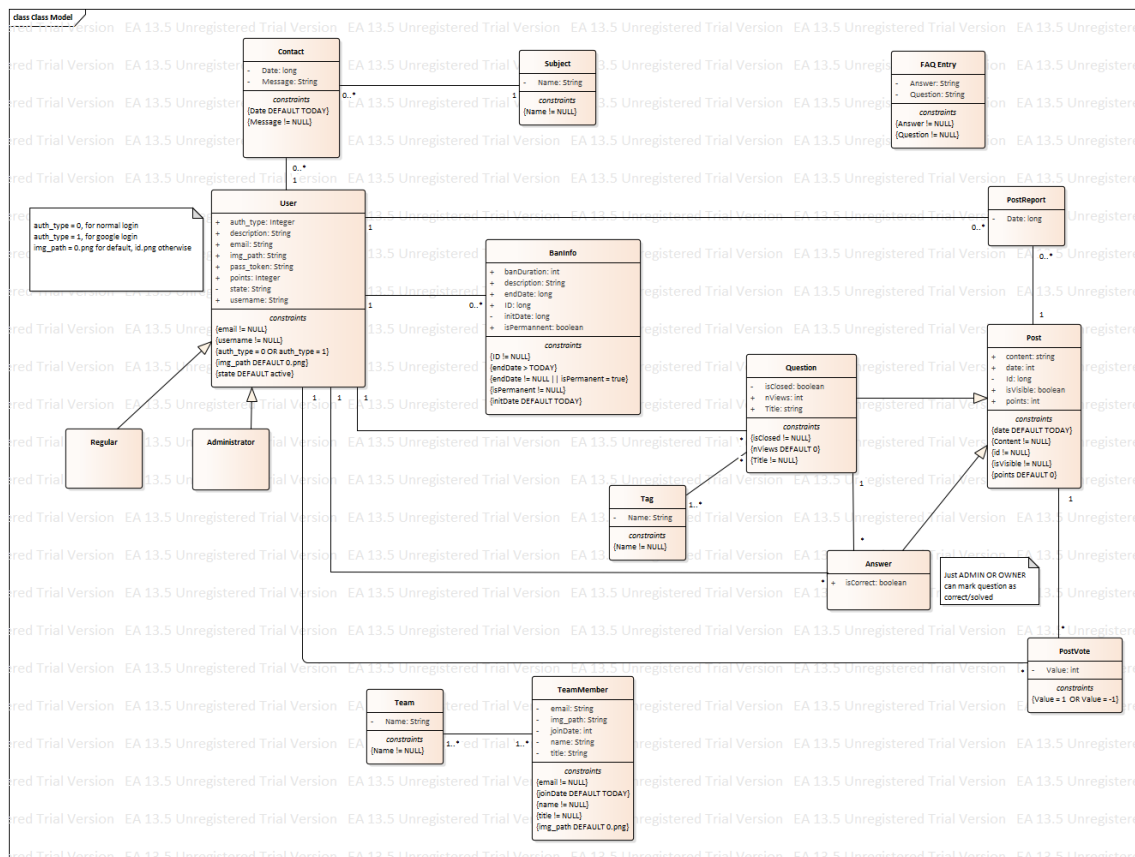 class Class Model
Contact
- Date: long
- Message: String
constraints
{Date DEFAULT TODAY}
{Message != NULL}
0..*
1
Subject
- Name: String
constraints
{Name != NULL}
FAQ Entry
- Answer: String
- Question: String
constraints
{Answer != NULL}
{Question != NULL}
0..*
1
auth_type = 0, for normal login
auth_type = 1, for google login
img_path = 0.png for default, id.png otherwise
User
+ auth_type: Integer
+ description: String
+ email: String
+ img_path: String
+ pass_token: String
+ points: Integer
- state: String
+ username: String
constraints
{email != NULL}
{username != NULL}
{auth_type = 0 OR auth_type = 1}
{img_path DEFAULT 0.png}
{state DEFAULT active}
1
0..*
PostReport
- Date: long
0..*
1
1
0..*
BanInfo
+ banDuration: int
+ description: String
+ endDate: long
+ ID: long
- initDate: long
+ isPermannent: boolean
constraints
{ID != NULL}
{endDate > TODAY}
{endDate != NULL || isPermanent = true}
{isPermanent != NULL}
{initDate DEFAULT TODAY}
Post
+ content: string
+ date: int
- Id: long
+ isVisible: boolean
+ points: int
constraints
{date DEFAULT TODAY}
{Content != NULL}
{id != NULL}
{isVisible != NULL}
{points DEFAULT 0}
Question
- isClosed: boolean
+ nViews: int
+ Title: string
constraints
{isClosed != NULL}
{nViews DEFAULT 0}
{Title != NULL}
1
1
1
*
*
1..*
1
*
1
Regular
Administrator
Tag
- Name: String
constraints
{Name != NULL}
Answer
+ isCorrect: boolean
*
Just ADMIN OR OWNER
can mark question as
correct/solved
*
PostVote
- Value: int
constraints
{Value = 1 OR Value = -1}
*
Team
- Name: String
constraints
{Name != NULL}
1..*
1..*
TeamMember
- email: String
- img_path: String
- joinDate: int
- name: String
- title: String
constraints
{email != NULL}
{joinDate DEFAULT TODAY}
{name != NULL}
{title != NULL}
{img_path DEFAULT 0.png}
EA 13.5 Unregistered Trial Version